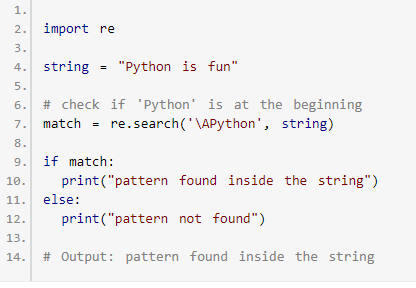 1.
2. import re
3.
4. string = "Python is fun"
5.
6. # check if 'Python' is at the beginning
7. match = re.search('\APython', string)
8.
9. if match:
10.   print("pattern found inside the string")
11. else:
12.   print("pattern not found")
13.
14. # Output: pattern found inside the string